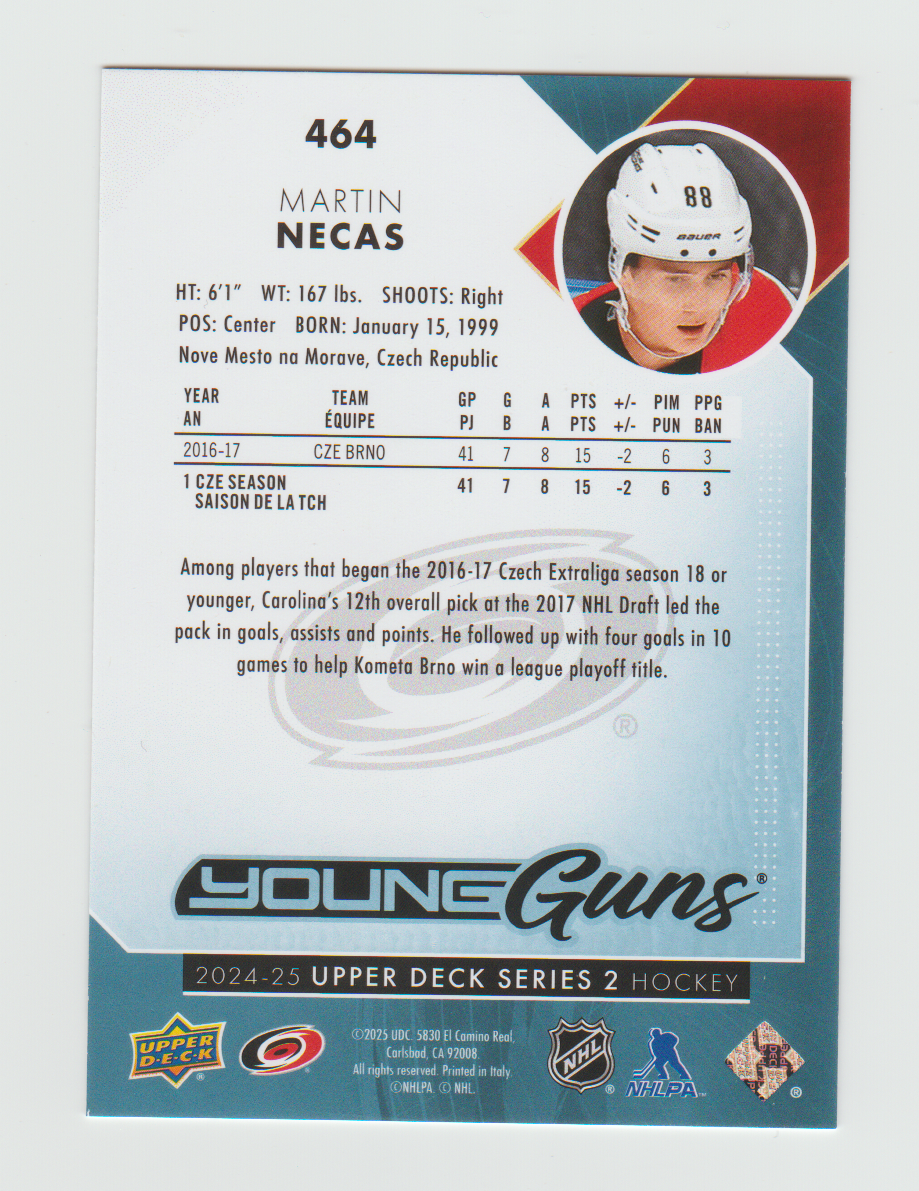 464
MARTIN
NECAS
88
BAUER
HT: 6'1" WT: 167 lbs. SHOOTS: Right
POS: Center BORN: January 15, 1999
Nove Mesto na Morave, Czech Republic
YEAR TEAM GP G A PTS +/- PIM PPG
AN ÉQUIPE PJ B A PTS +/- PUN BAN
2016-17 CZE BRNO 41 7 8 15 -2 6 3
1 CZE SEASON 41 7 8 15 -2 6 3
SAISON DE LA TCH
Among players that began the 2016-17 Czech Extraliga season 18 or
younger, Carolina's 12th overall pick at the 2017 NHL Draft led the
pack in goals, assists and points. He followed up with four goals in 10
games to help Kometa Brno win a league playoff title.
®
YOUNG Guns®
2024-25 UPPER DECK SERIES 2 HOCKEY
UPPER
D·E·C·K
®
©2025 UDC. 5830 El Camino Real,
Carlsbad, CA 92008.
All rights reserved. Printed in Italy.
©NHLPA. © NHL.
NHL
®
NHLPA™
®